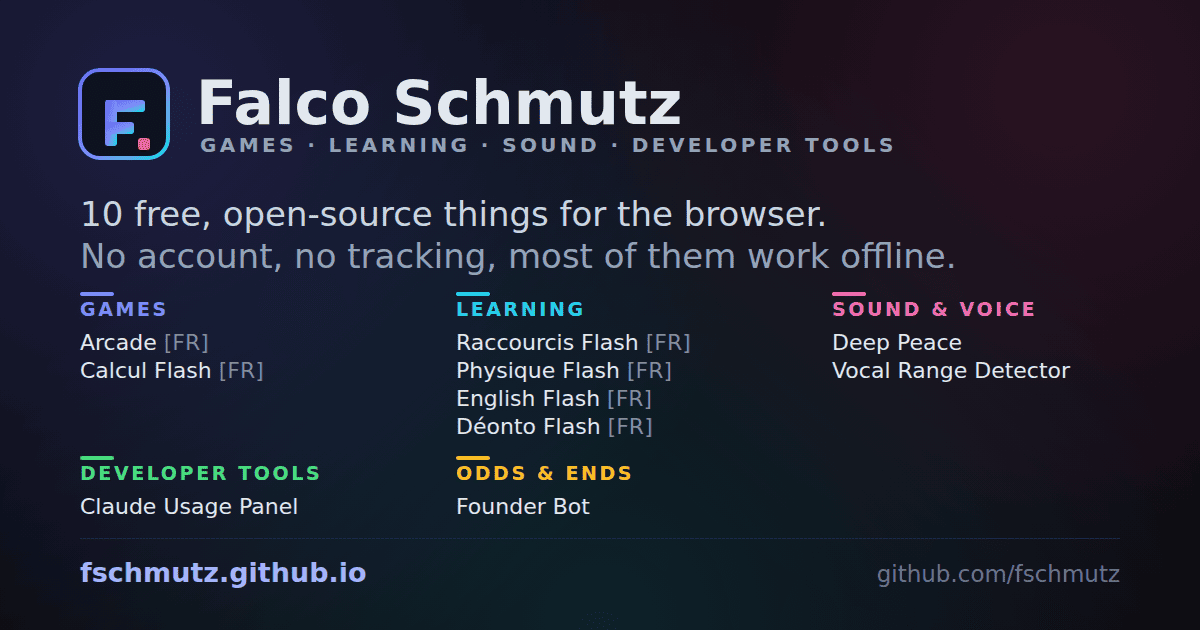 F
Falco Schmutz
GAMES · LEARNING · SOUND · DEVELOPER TOOLS
10 free, open-source things for the browser.
No account, no tracking, most of them work offline.
GAMES
Arcade [FR]
Calcul Flash [FR]
LEARNING
Raccourcis Flash [FR]
Physique Flash [FR]
English Flash [FR]
Déonto Flash [FR]
SOUND & VOICE
Deep Peace
Vocal Range Detector
DEVELOPER TOOLS
Claude Usage Panel
ODDS & ENDS
Founder Bot
fschmutz.github.io
github.com/fschmutz